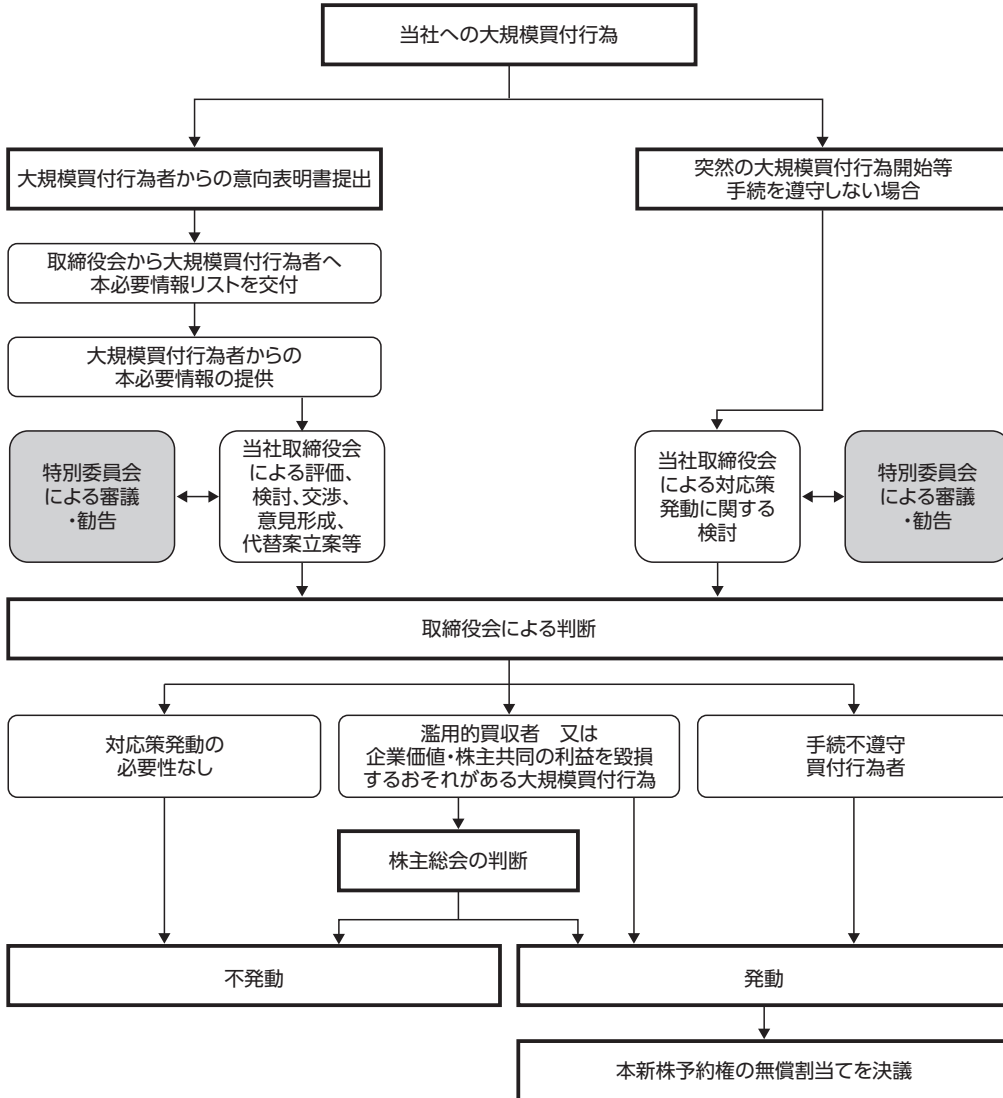 当社への大規模買付行為
大規模買付行為者からの意向表明書提出
突然の大規模買付行為開始等
手続を遵守しない場合
取締役会から大規模買付行為者へ
本必要情報リストを交付
大規模買付行為者からの
本必要情報の提供
特別委員会
による審議
・勧告
当社取締役会
による評価、
検討、交渉、
意見形成、
代替案立案等
当社取締役会
による対応策
発動に関する
検討
特別委員会
による審議
・勧告
取締役会による判断
対応策発動の
必要性なし
濫用的買収者　又は
企業価値・株主共同の利益を毀損
するおそれがある大規模買付行為
手続不遵守
買付行為者
株主総会の判断
不発動
発動
本新株予約権の無償割当てを決議